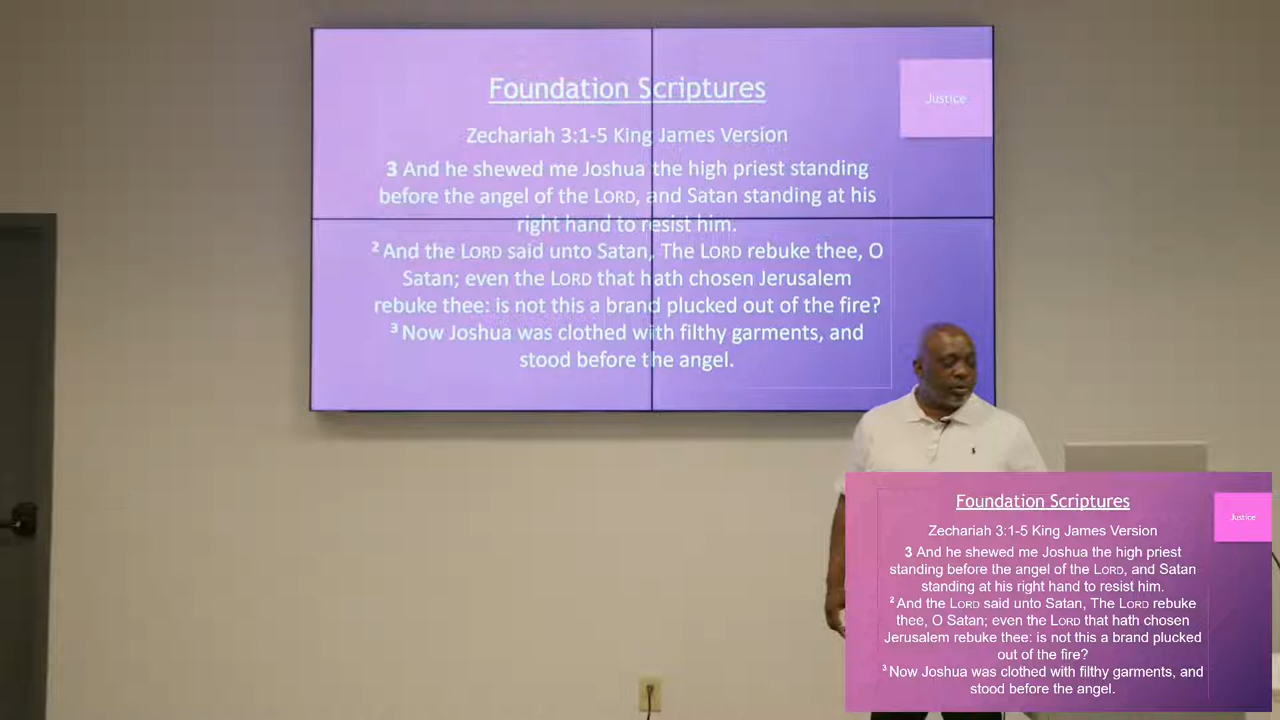 Foundation Scriptures
Justice
Zechariah 3:1-5 King James Version
3 And he shewed me Joshua the high priest standing
before the angel of the LORD, and Satan standing at his
right hand to resist him.
2 And the LORD said unto Satan, The LORD rebuke thee, O
Satan; even the LORD that hath chosen Jerusalem
rebuke thee: is not this a brand plucked out of the fire?
3 Now Joshua was clothed with filthy garments, and
stood before the angel.
Foundation Scriptures
Justice
Zechariah 3:1-5 King James Version
3 And he shewed me Joshua the high priest
standing before the angel of the LORD, and Satan
standing at his right hand to resist him.
2 And the LORD said unto Satan, The LORD rebuke
thee, O Satan; even the LORD that hath chosen
Jerusalem rebuke thee: is not this a brand plucked
out of the fire?
3 Now Joshua was clothed with filthy garments, and
stood before the angel.